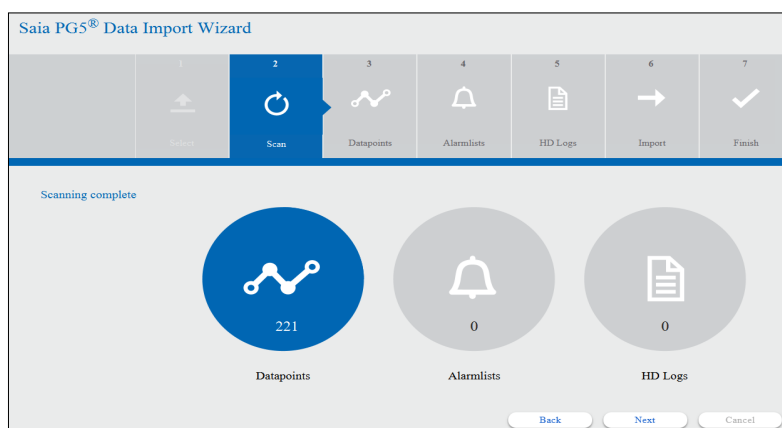 Saia PG5® Data Import Wizard
1 2 3 4 5 6 7
Select Scan Datapoints Alarmlists HD Logs Import Finish
Scanning complete
221 0 0
Datapoints Alarmlists HD Logs
Back Next Cancel